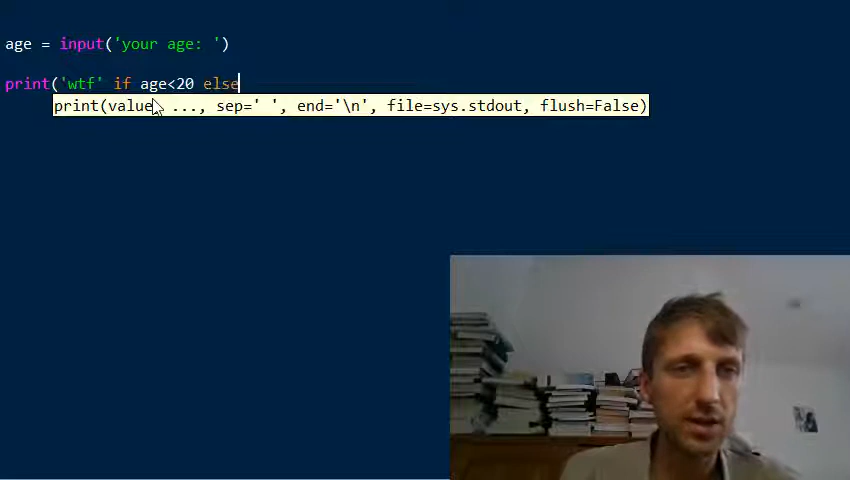 age = input('your age: ')
print('wtf' if age<20 else
print(value, ..., sep=' ', end='\n', file=sys.stdout, flush=False)